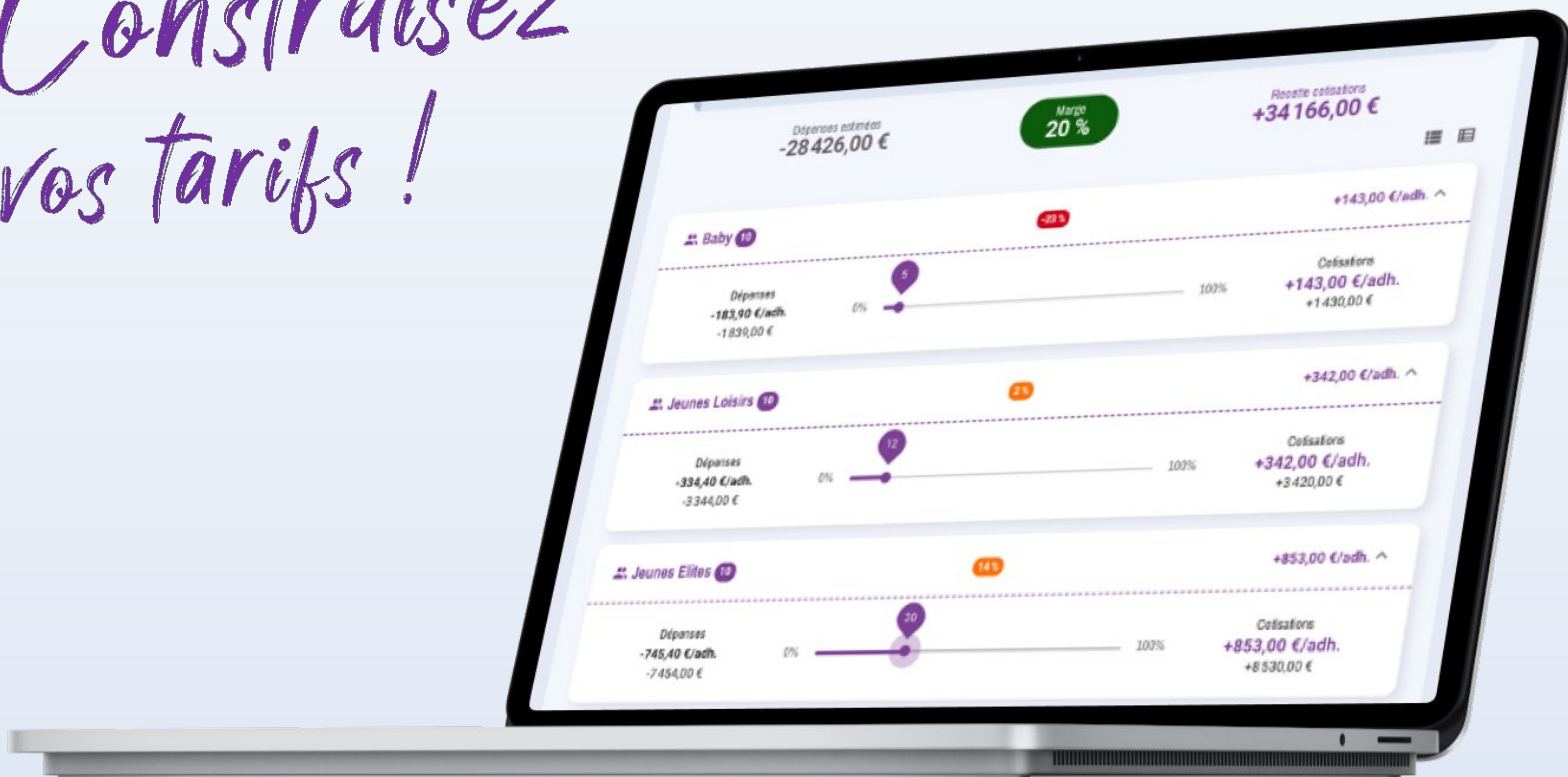 Construisez
vos tarifs !
Dépenses estimées
-28 426,00 €
Marge
20 %
Recette cotisations
+34 166,00 €
Baby 10
-23 %
+143,00 €/adh.
Dépenses
-183,90 €/adh.
-1 839,00 €
0%
5
100%
Cotisations
+143,00 €/adh.
+1 430,00 €
Jeunes Loisirs 10
2 %
+342,00 €/adh.
Dépenses
-334,40 €/adh.
-3 344,00 €
0%
12
100%
Cotisations
+342,00 €/adh.
+3 420,00 €
Jeunes Elites 10
14 %
+853,00 €/adh.
Dépenses
-745,40 €/adh.
-7 454,00 €
0%
30
100%
Cotisations
+853,00 €/adh.
+8 530,00 €